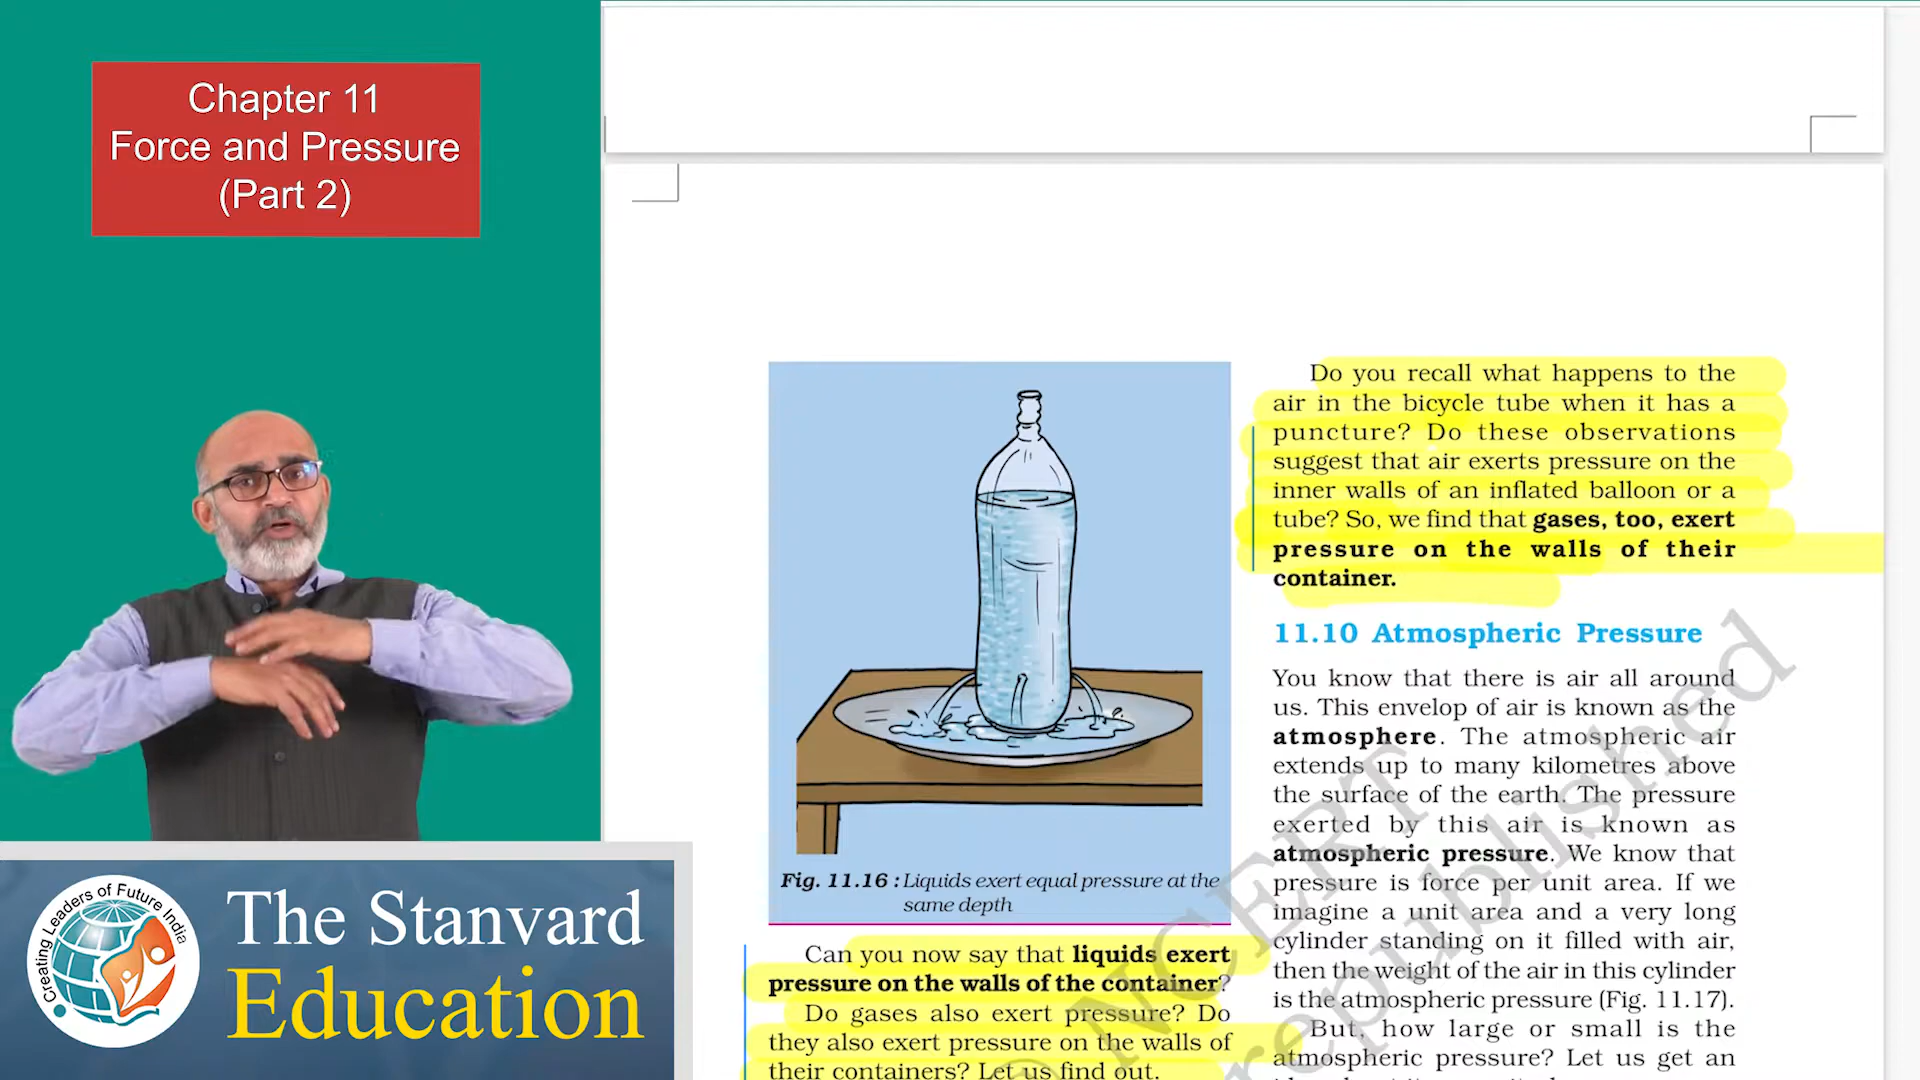 Chapter 11
Force and Pressure
(Part 2)
Creating Leaders of Future India
The Stanvard
Education
Fig. 11.16 : Liquids exert equal pressure at the
same depth
Can you now say that liquids exert
pressure on the walls of the container?
Do gases also exert pressure? Do
they also exert pressure on the walls of
their containers? Let us find out.
Do you recall what happens to the
air in the bicycle tube when it has a
puncture? Do these observations
suggest that air exerts pressure on the
inner walls of an inflated balloon or a
tube? So, we find that gases, too, exert
pressure on the walls of their
container.
11.10 Atmospheric Pressure
You know that there is air all around
us. This envelop of air is known as the
atmosphere. The atmospheric air
extends up to many kilometres above
the surface of the earth. The pressure
exerted by this air is known as
atmospheric pressure. We know that
pressure is force per unit area. If we
imagine a unit area and a very long
cylinder standing on it filled with air,
then the weight of the air in this cylinder
is the atmospheric pressure (Fig. 11.17).
But, how large or small is the
atmospheric pressure? Let us get an
© NCERT
republished